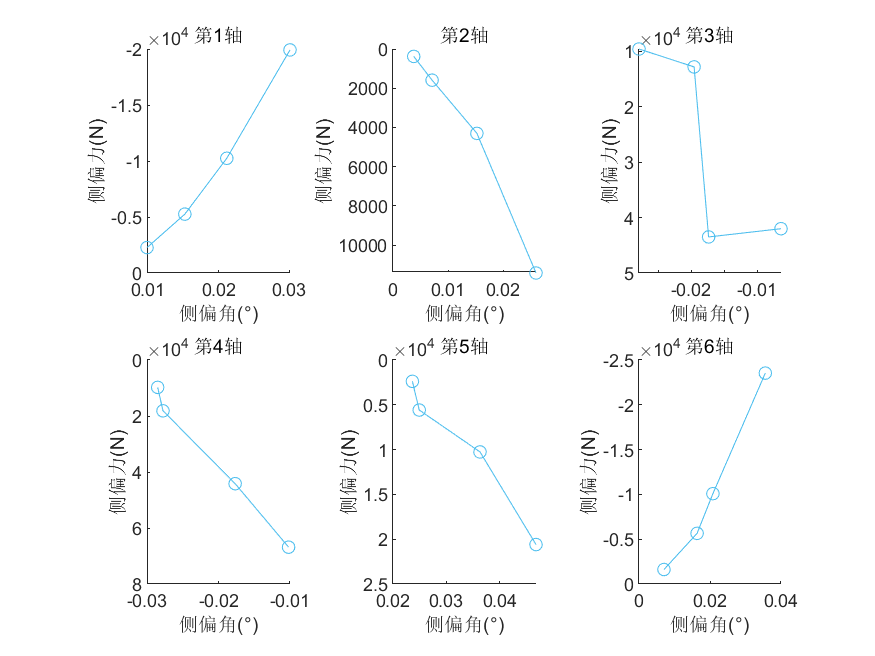 ×10⁴ 第1轴
-2
-1.5
-1
-0.5
0
侧偏力(N)
0.01 0.02 0.03
侧偏角(°)
第2轴
0
2000
4000
6000
8000
10000
侧偏力(N)
0 0.01 0.02
侧偏角(°)
×10⁴ 第3轴
1
2
3
4
5
侧偏力(N)
-0.02 -0.01
侧偏角(°)
×10⁴ 第4轴
0
2
4
6
8
侧偏力(N)
-0.03 -0.02 -0.01
侧偏角(°)
×10⁴ 第5轴
0
0.5
1
1.5
2
2.5
侧偏力(N)
0.02 0.03 0.04
侧偏角(°)
×10⁴ 第6轴
-2.5
-2
-1.5
-1
-0.5
0
侧偏力(N)
0 0.02 0.04
侧偏角(°)